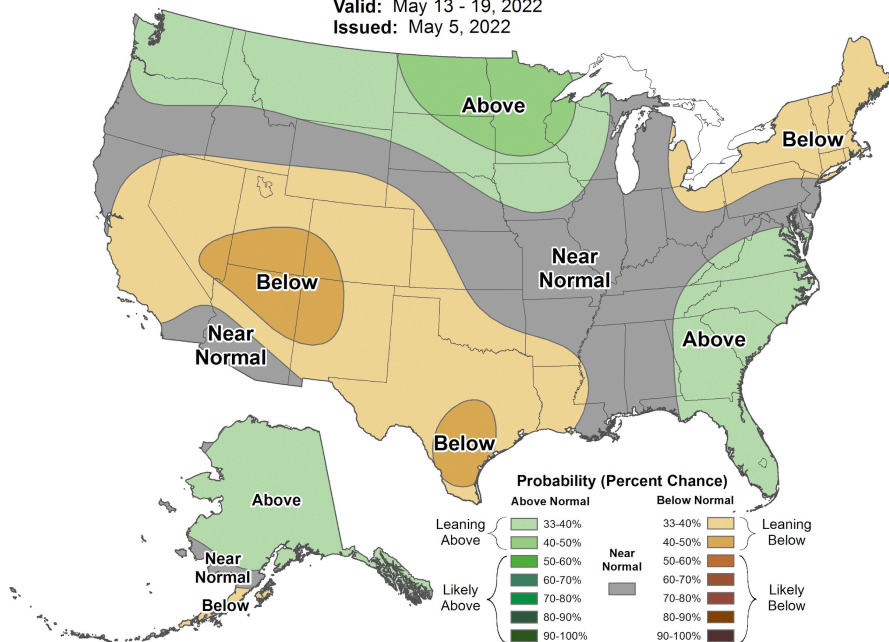 Valid: May 13 - 19, 2022
Issued: May 5, 2022
Above
Below
Near
Normal
Below
Near
Normal
Above
Below
Above
Near
Normal
Below
Probability (Percent Chance)
Above Normal
Below Normal
Leaning
Above
33-40%
40-50%
50-60%
60-70%
70-80%
80-90%
90-100%
Likely
Above
Near
Normal
33-40%
40-50%
50-60%
60-70%
70-80%
80-90%
90-100%
Leaning
Below
Likely
Below